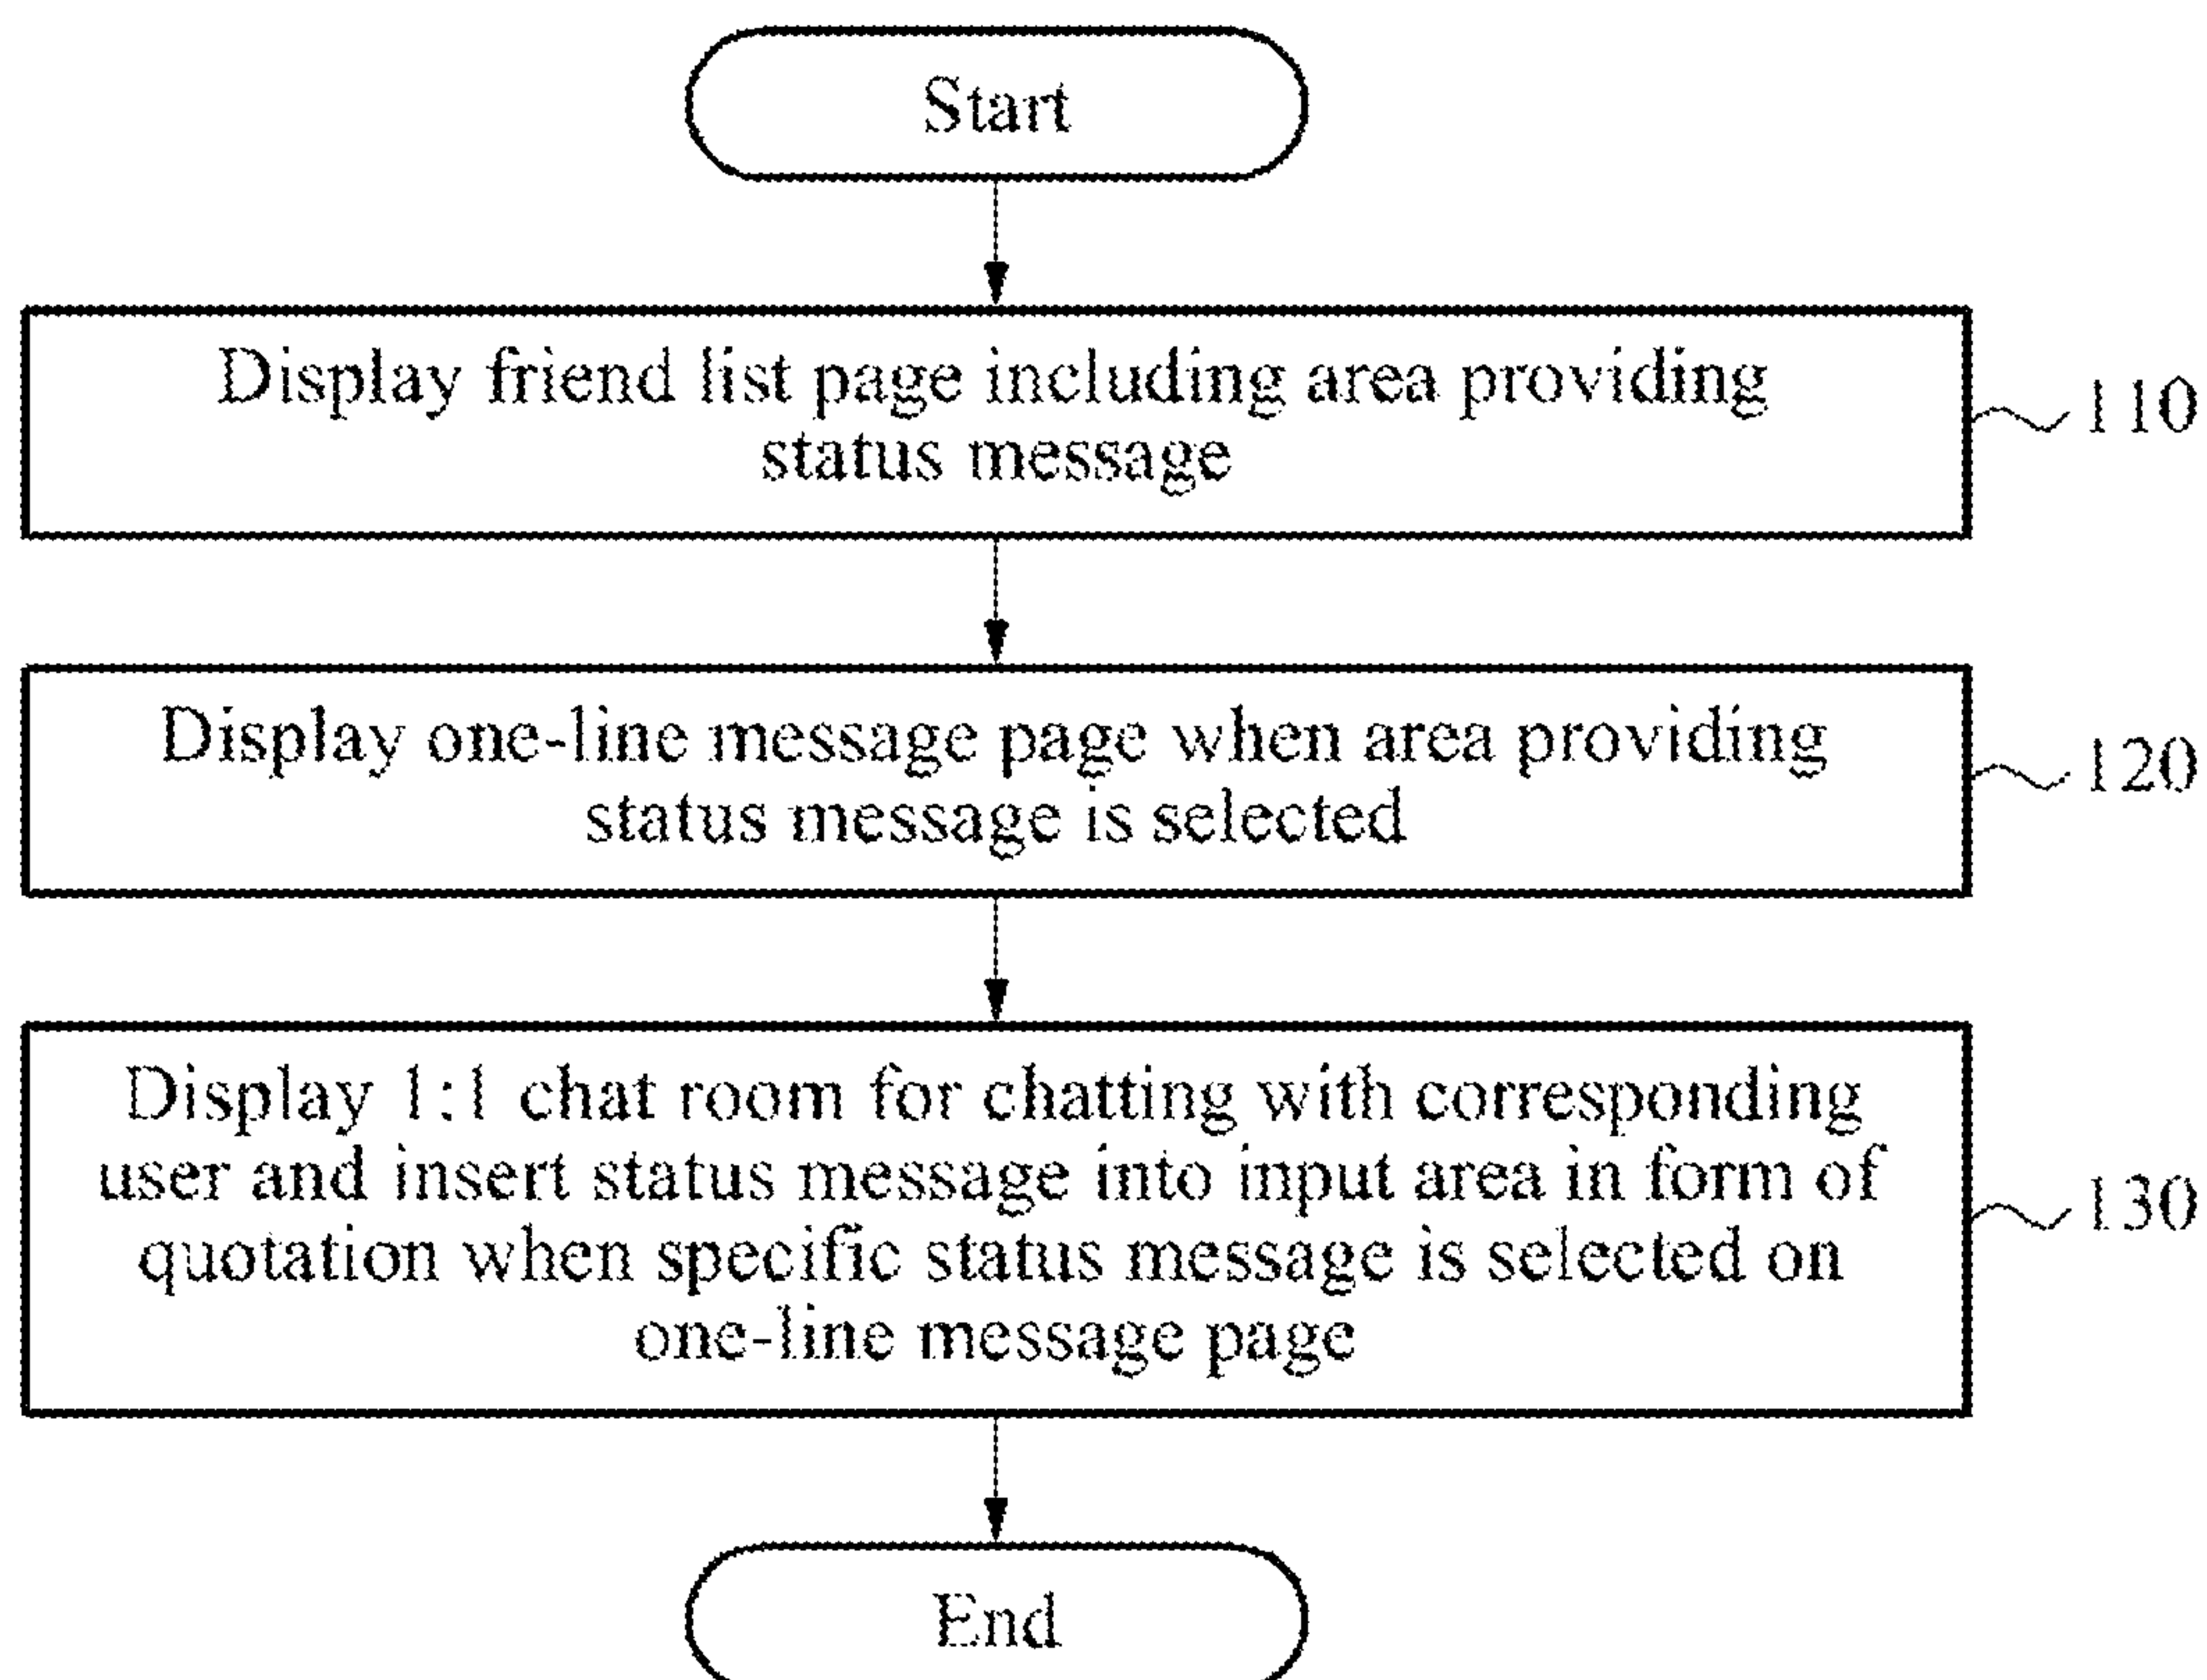 Start
Display friend list page including area providing
status message
110
Display one-line message page when area providing
status message is selected
120
Display 1:1 chat room for chatting with corresponding
user and insert status message into input area in form of
quotation when specific status message is selected on
one-line message page
130
End